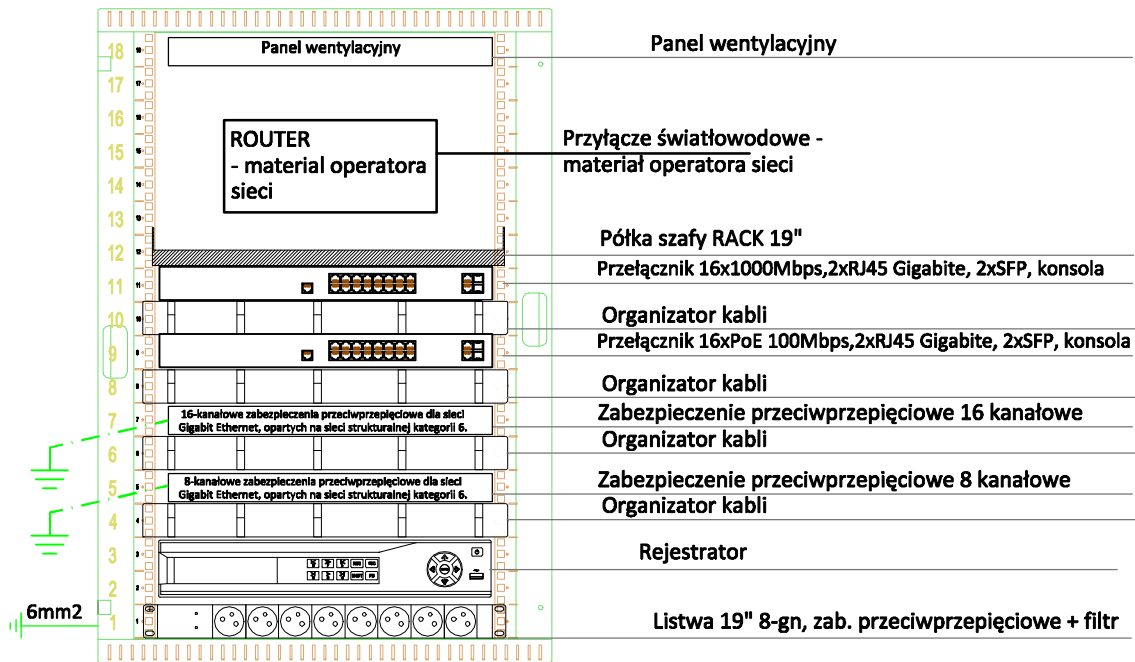 18
Panel wentylacyjny
Panel wentylacyjny
17
16
ROUTER
- material operatora
sieci
Przyłącze światłowodowe -
materiał operatora sieci
15
14
13
Półka szafy RACK 19"
12
Przełącznik 16x1000Mbps,2xRJ45 Gigabite, 2xSFP, konsola
11
Organizator kabli
10
Przełącznik 16xPoE 100Mbps,2xRJ45 Gigabite, 2xSFP, konsola
9
Organizator kabli
8
16-kanałowe zabezpieczenia przeciwprzepięciowe dla sieci
Gigabit Ethernet, opartych na sieci strukturalnej kategorii 6.
Zabezpieczenie przeciwprzepięciowe 16 kanałowe
7
Organizator kabli
6
8-kanałowe zabezpieczenia przeciwprzepięciowe dla sieci
Gigabit Ethernet, opartych na sieci strukturalnej kategorii 6.
Zabezpieczenie przeciwprzepięciowe 8 kanałowe
5
Organizator kabli
4
Rejestrator
3
2
6mm2
1
Listwa 19" 8-gn, zab. przeciwprzepięciowe + filtr